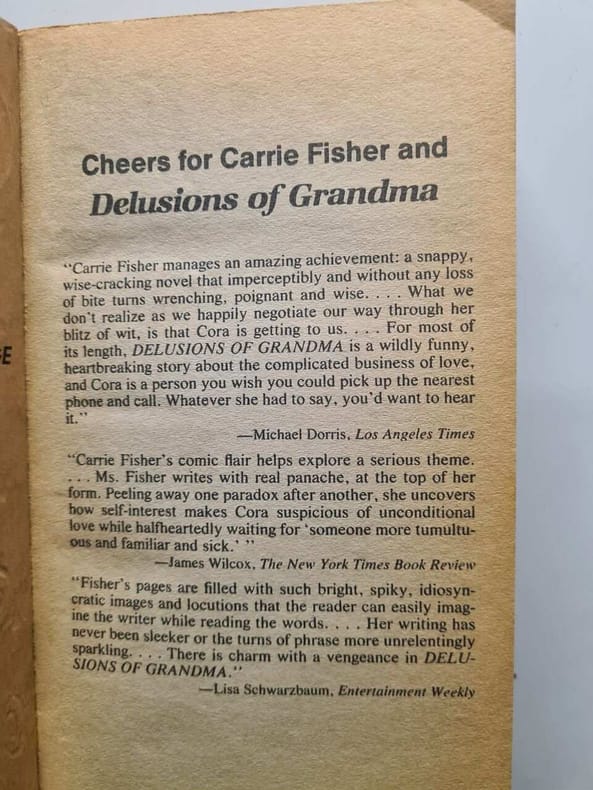 Cheers for Carrie Fisher and
Delusions of Grandma
"Carrie Fisher manages an amazing achievement: a snappy,
wise-cracking novel that imperceptibly and without any loss
of bite turns wrenching, poignant and wise. . . . What we
don't realize as we happily negotiate our way through her
blitz of wit, is that Cora is getting to us. . . . For most of
its length, DELUSIONS OF GRANDMA is a wildly funny,
heartbreaking story about the complicated business of love,
and Cora is a person you wish you could pick up the nearest
phone and call. Whatever she had to say, you'd want to hear
it."
—Michael Dorris, Los Angeles Times
"Carrie Fisher's comic flair helps explore a serious theme.
. . . Ms. Fisher writes with real panache, at the top of her
form. Peeling away one paradox after another, she uncovers
how self-interest makes Cora suspicious of unconditional
love while halfheartedly waiting for 'someone more tumultu-
ous and familiar and sick.' "
—James Wilcox, The New York Times Book Review
"Fisher's pages are filled with such bright, spiky, idiosyn-
cratic images and locutions that the reader can easily imag-
ine the writer while reading the words. . . . Her writing has
never been sleeker or the turns of phrase more unrelentingly
sparkling. . . . There is charm with a vengeance in DELU-
SIONS OF GRANDMA."
—Lisa Schwarzbaum, Entertainment Weekly